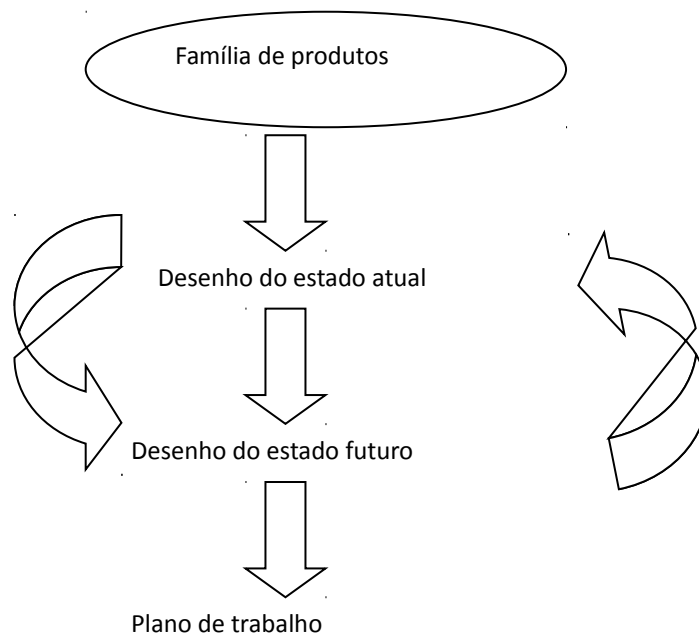 Família de produtos
Desenho do estado atual
Desenho do estado futuro
Plano de trabalho